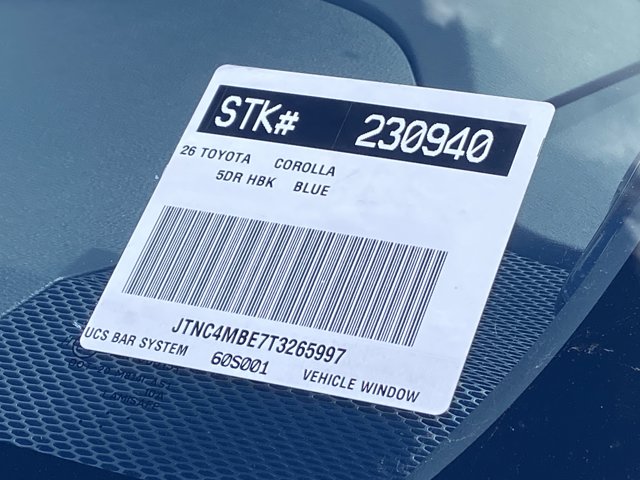 STK# 230940
26 TOYOTA COROLLA
5DR HBK BLUE
JTNC4MBE7T3265997
UCS BAR SYSTEM 60S001 VEHICLE WINDOW